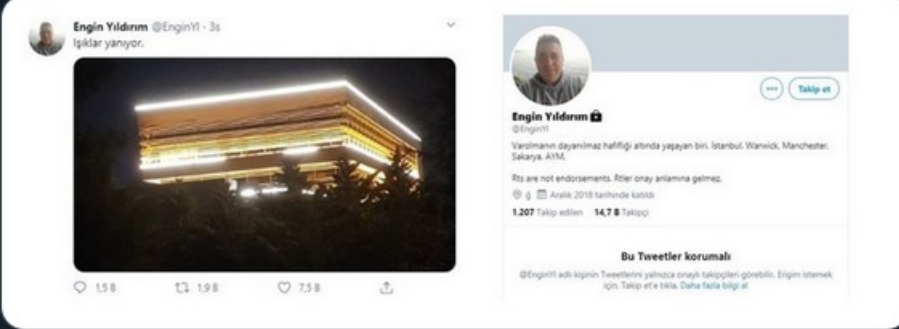 Engin Yıldırım @EnginYI · 3s
Işıklar yanıyor.
1,5 B 1,9 B 7,5 B
Takip et
Engin Yıldırım
@EnginYI
Varolmanın dayanılmaz hafifliği altında yaşayan biri. İstanbul, Warwick, Manchester,
Sakarya, AYM.
Rts are not endorsements. Rtler onay anlamına gelmez.
g Aralık 2018 tarihinde katıldı
1.207 Takip edilen 14,7 B Takipçi
Bu Tweetler korumalı
@EnginYI adlı kişinin Tweetlerini yalnızca onaylı takipçileri görebilir. Erişim istemek
için, Takip et'e tıkla. Daha fazla bilgi al